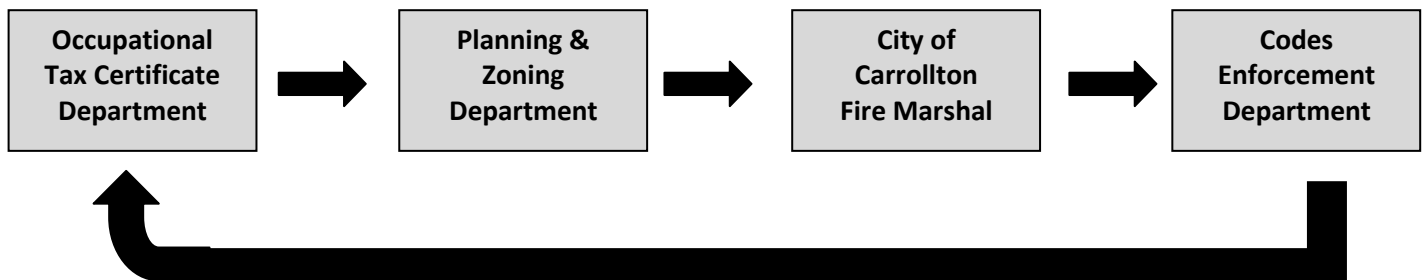 Occupational
Tax Certificate
Department
Planning &
Zoning
Department
City of
Carrollton
Fire Marshal
Codes
Enforcement
Department